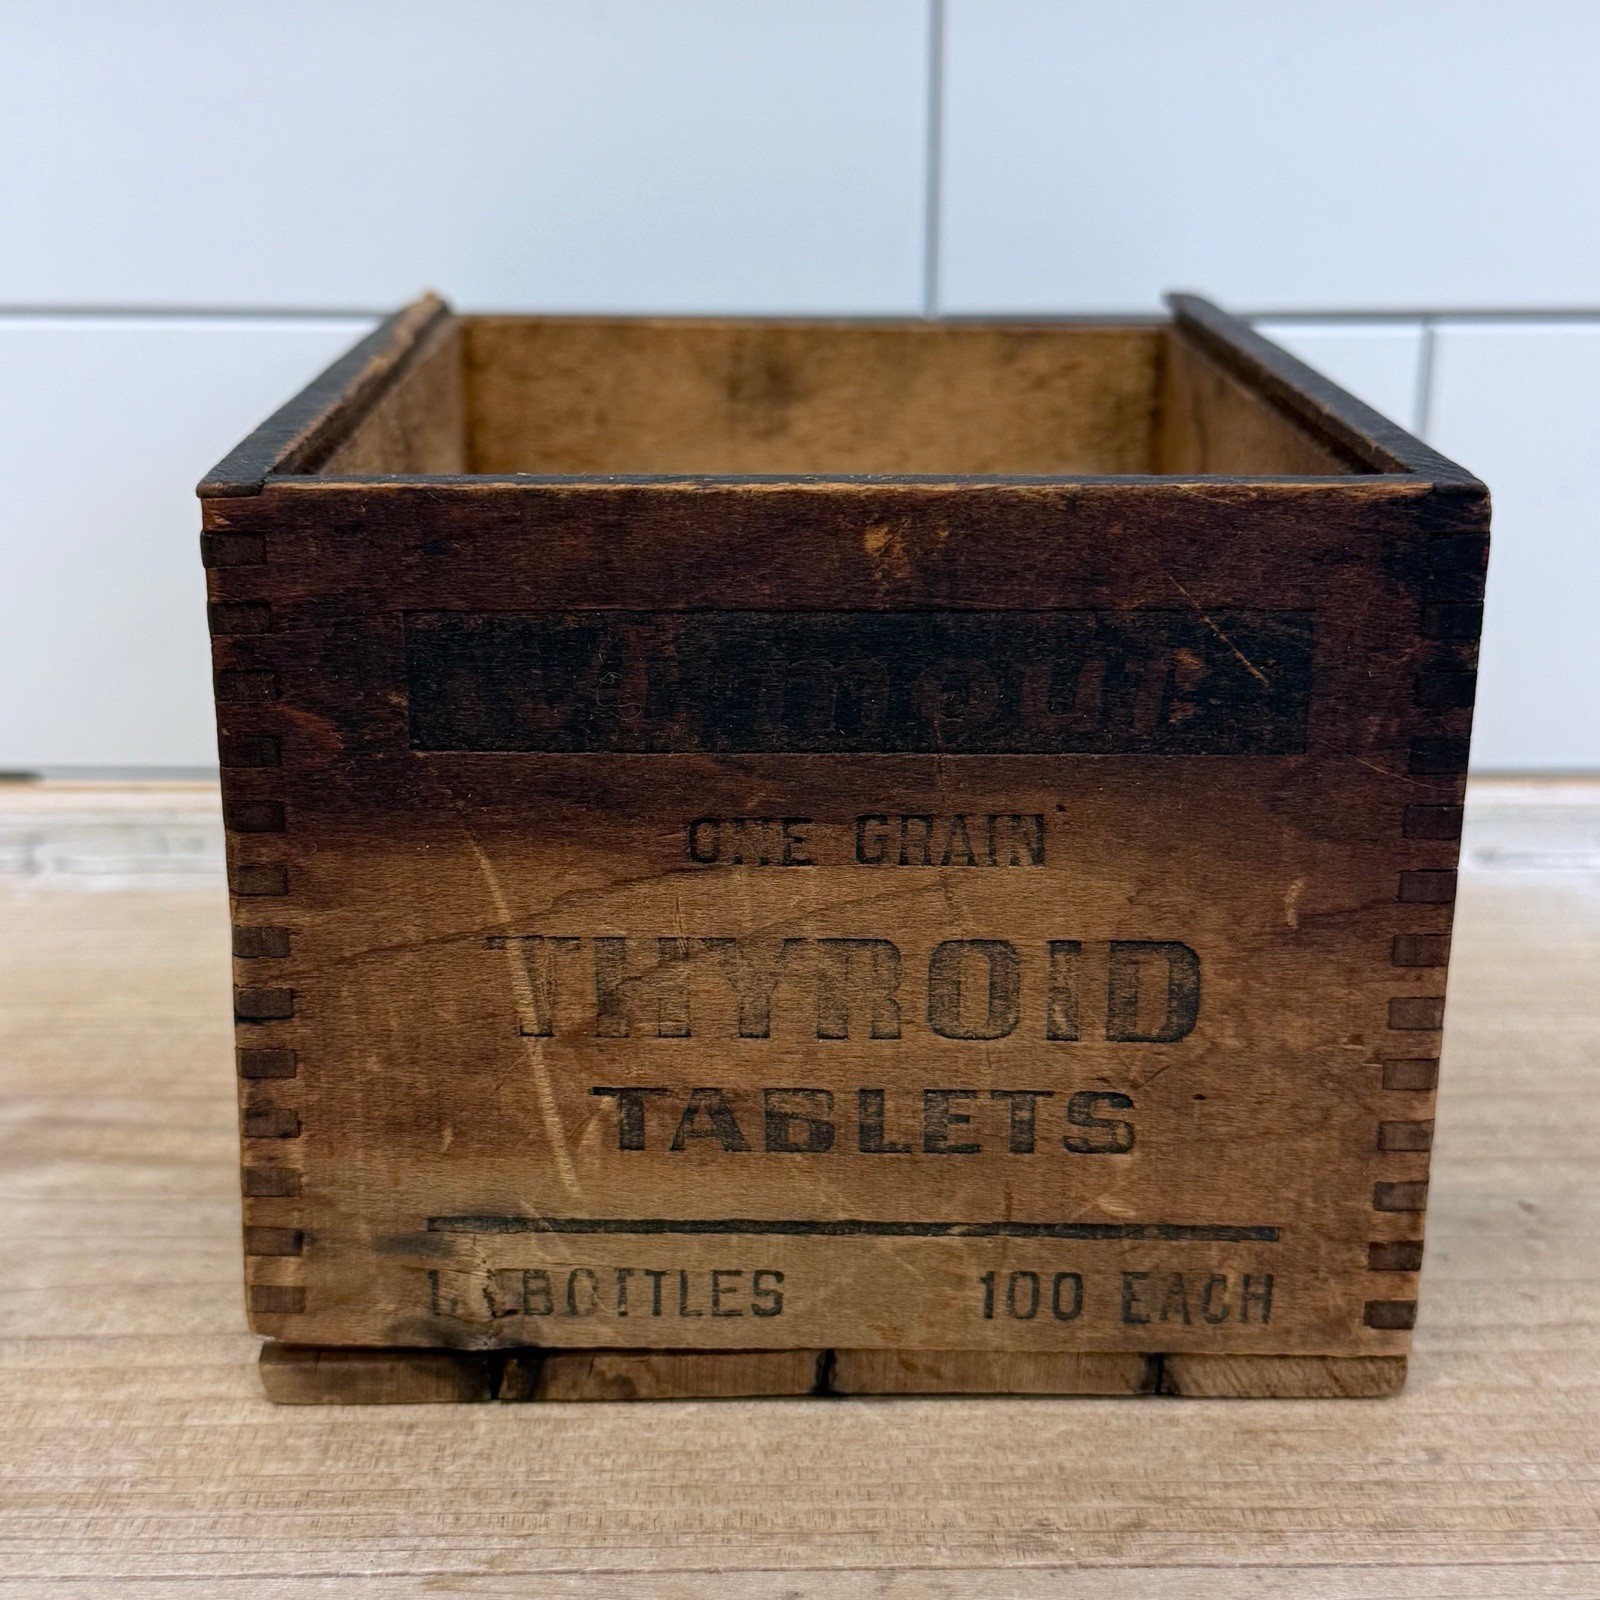 ONE GRAIN
THYROID
TABLETS
BOTTLES 100 EACH